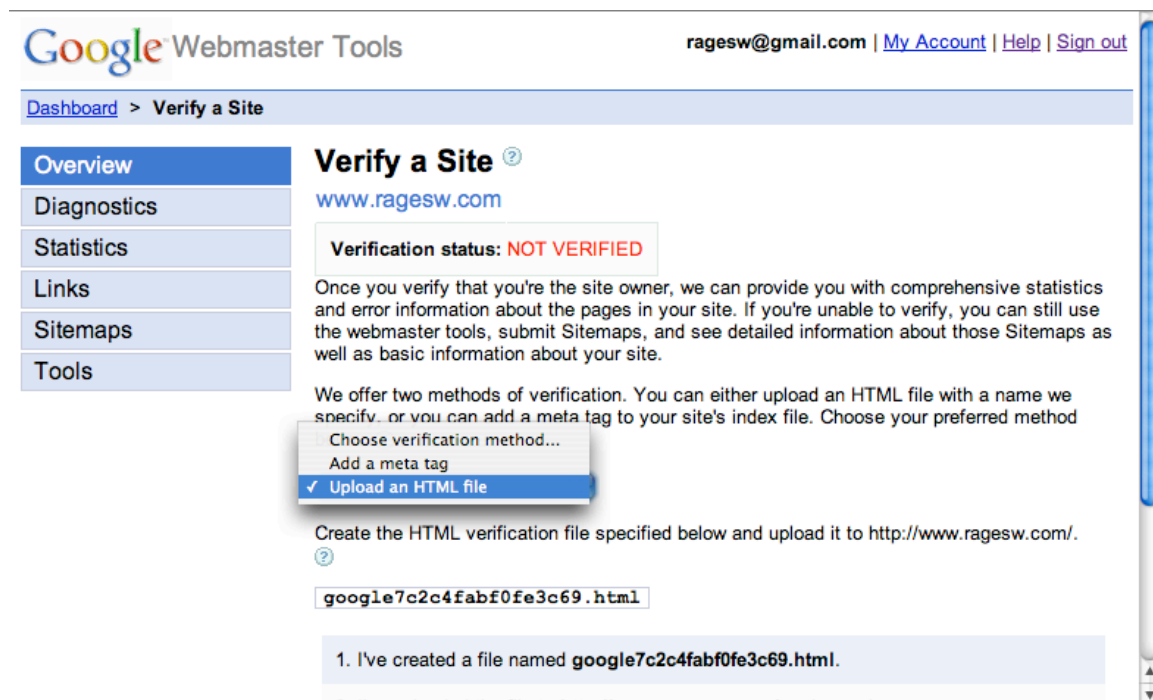 Google Webmaster Tools
ragesw@gmail.com | My Account | Help | Sign out
Dashboard > Verify a Site
Overview
Diagnostics
Statistics
Links
Sitemaps
Tools
Verify a Site ?
www.ragesw.com
Verification status: NOT VERIFIED
Once you verify that you're the site owner, we can provide you with comprehensive statistics
and error information about the pages in your site. If you're unable to verify, you can still use
the webmaster tools, submit Sitemaps, and see detailed information about those Sitemaps as
well as basic information about your site.
We offer two methods of verification. You can either upload an HTML file with a name we
specify, or you can add a meta tag to your site's index file. Choose your preferred method
Choose verification method...
Add a meta tag
✓ Upload an HTML file
Create the HTML verification file specified below and upload it to http://www.ragesw.com/.
?
google7c2c4fabf0fe3c69.html
1. I've created a file named google7c2c4fabf0fe3c69.html.